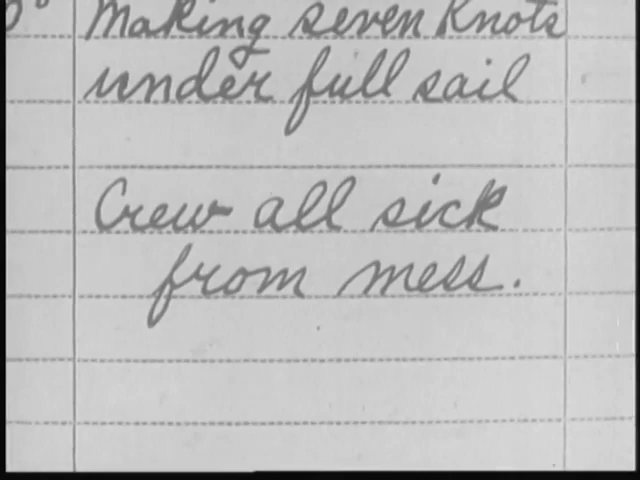 Making seven Knots
under full sail
Crew all sick
from mess.